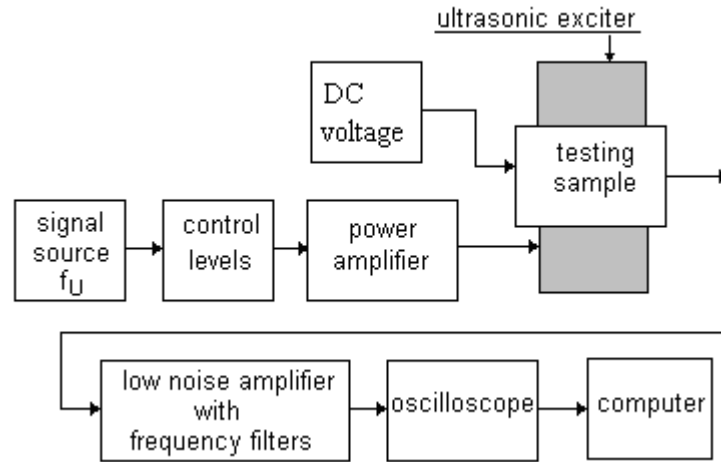 ultrasonic exciter
DC
voltage
testing
sample
signal
source
fU
control
levels
power
amplifier
low noise amplifier
with
frequency filters
oscilloscope
computer